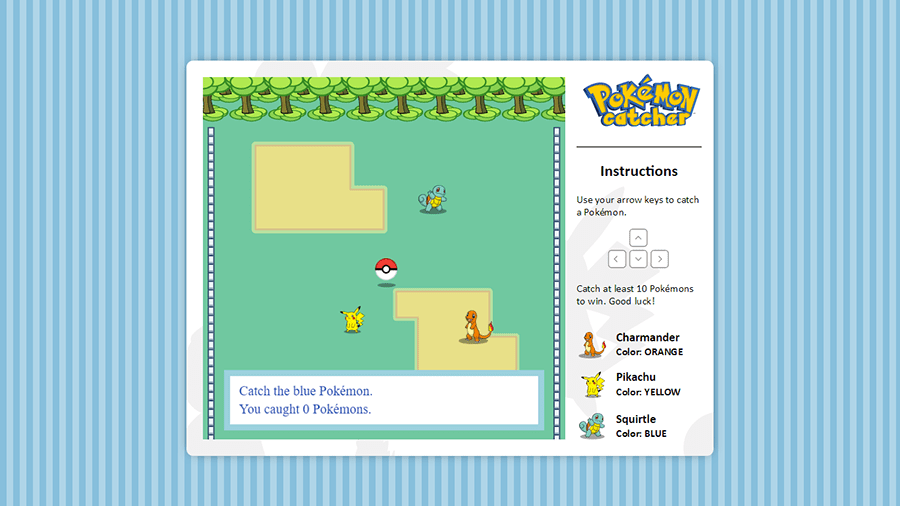 POKéMON
catcher
Instructions
Use your arrow keys to catch
a Pokémon.
Catch at least 10 Pokémons
to win. Good luck!
Charmander
Color: ORANGE
Pikachu
Color: YELLOW
Squirtle
Color: BLUE
Catch the blue Pokémon.
You caught 0 Pokémons.